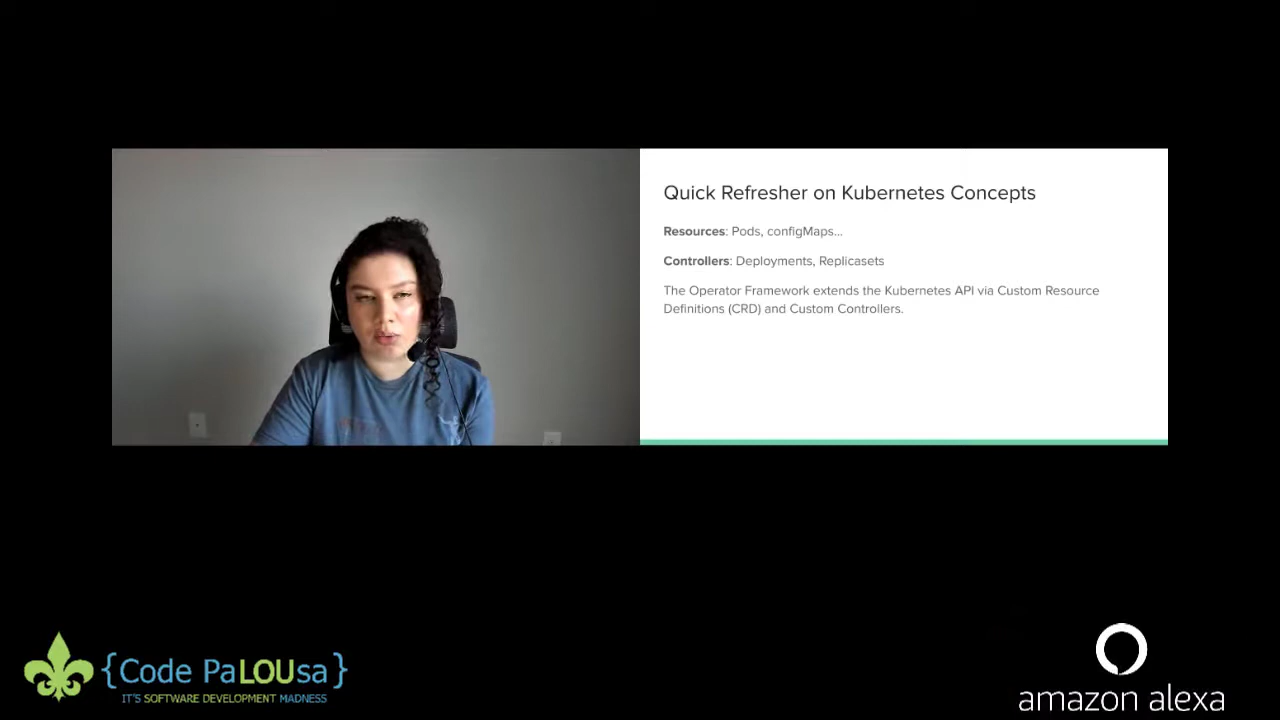 Quick Refresher on Kubernetes Concepts
Resources: Pods, configMaps...
Controllers: Deployments, Replicasets
The Operator Framework extends the Kubernetes API via Custom Resource
Definitions (CRD) and Custom Controllers.
{Code PaLOUsa}
IT'S SOFTWARE DEVELOPMENT MADNESS
amazon alexa